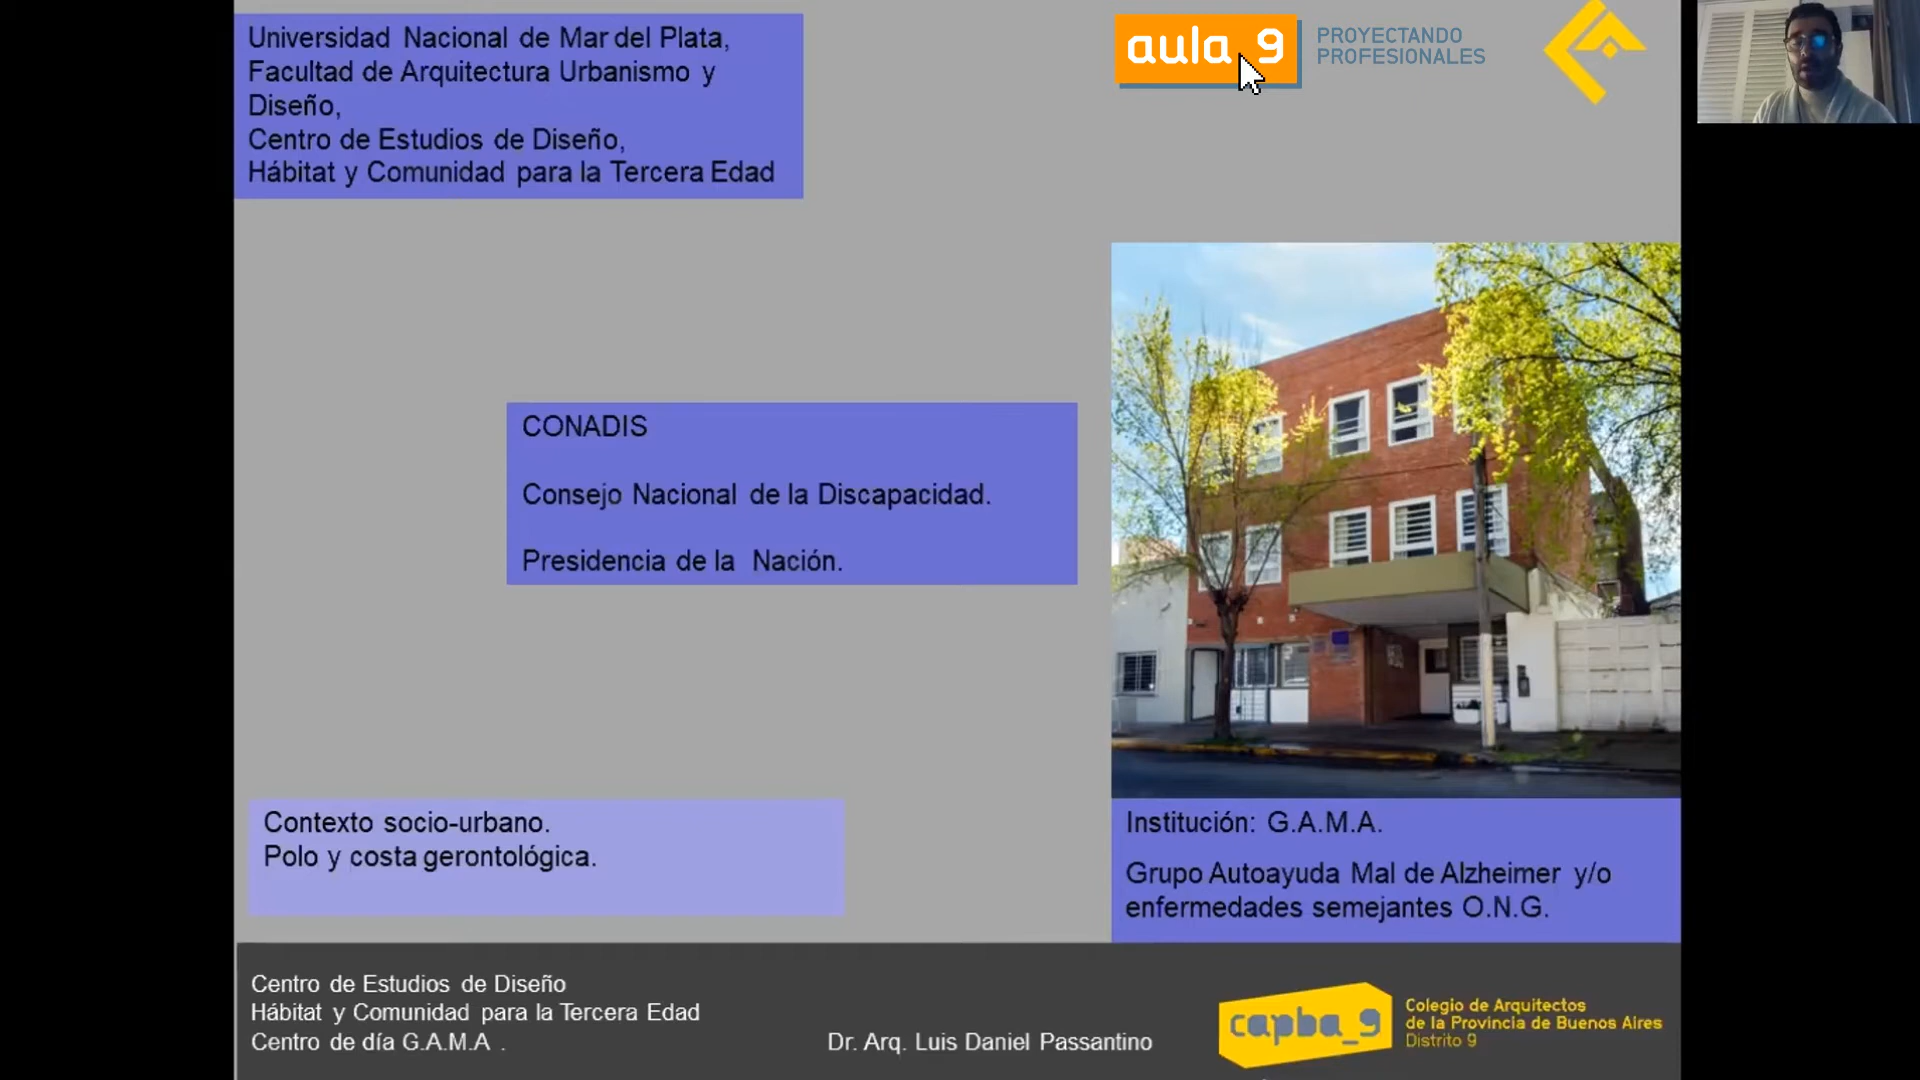 Universidad Nacional de Mar del Plata,
Facultad de Arquitectura Urbanismo y
Diseño,
Centro de Estudios de Diseño,
Hábitat y Comunidad para la Tercera Edad
aula_9
PROYECTANDO
PROFESIONALES
CONADIS
Consejo Nacional de la Discapacidad.
Presidencia de la Nación.
Contexto socio-urbano.
Polo y costa gerontológica.
Institución: G.A.M.A.
Grupo Autoayuda Mal de Alzheimer y/o
enfermedades semejantes O.N.G.
Centro de Estudios de Diseño
Hábitat y Comunidad para la Tercera Edad
Centro de día G.A.M.A .
Dr. Arq. Luis Daniel Passantino
capba_9
Colegio de Arquitectos
de la Provincia de Buenos Aires
Distrito 9